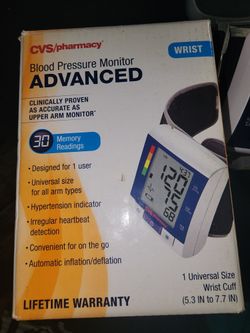 CVS/pharmacy®
WRIST
Blood Pressure Monitor
ADVANCED
CLINICALLY PROVEN
AS ACCURATE AS
UPPER ARM MONITOR*
30
Memory
Readings
• Designed for 1 user
• Universal size
for all arm types
• Hypertension indicator
• Irregular heartbeat
detection
• Convenient for on the go
• Automatic inflation/deflation
1 Universal Size
Wrist Cuff
(5.3 IN to 7.7 IN)
LIFETIME WARRANTY